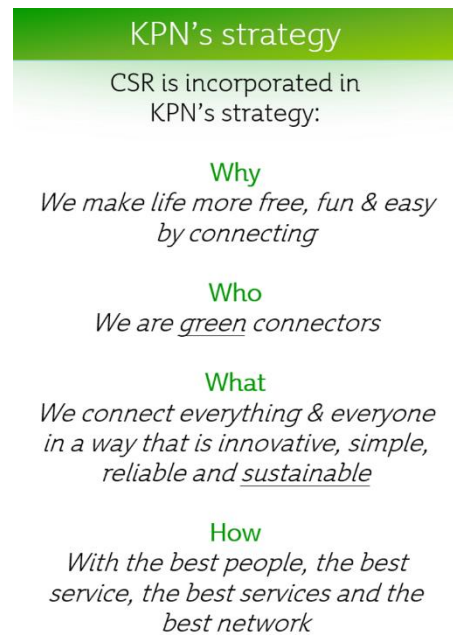 KPN's strategy
CSR is incorporated in
KPN's strategy:
Why
We make life more free, fun & easy
by connecting
Who
We are green connectors
What
We connect everything & everyone
in a way that is innovative, simple,
reliable and sustainable
How
With the best people, the best
service, the best services and the
best network